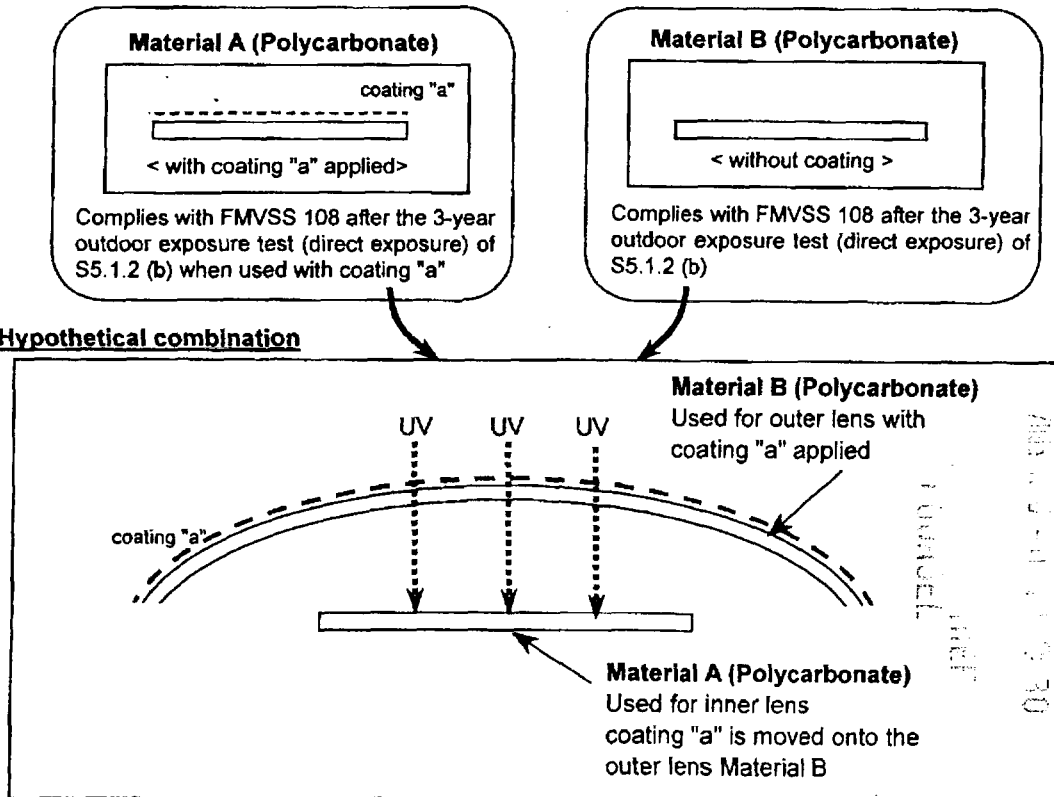 Material A (Polycarbonate)
coating "a"
< with coating "a" applied>
Complies with FMVSS 108 after the 3-year
outdoor exposure test (direct exposure) of
S5.1.2 (b) when used with coating "a"
Material B (Polycarbonate)
< without coating >
Complies with FMVSS 108 after the 3-year
outdoor exposure test (direct exposure) of
S5.1.2 (b)
Hypothetical combination
Material B (Polycarbonate)
Used for outer lens with
coating "a" applied
UV UV UV
coating "a"
Material A (Polycarbonate)
Used for inner lens
coating "a" is moved onto the
outer lens Material B